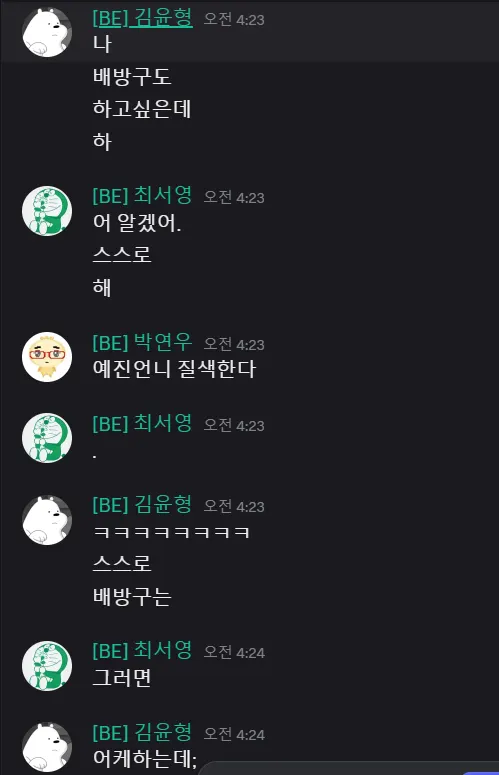 [BE] 김윤형 오전 4:23
나
배방구도
하고싶은데
하
[BE] 최서영 오전 4:23
어 알겠어.
스스로
해
[BE] 박연우 오전 4:23
예진언니 질색한다
[BE] 최서영 오전 4:23
.
[BE] 김윤형 오전 4:23
ㅋㅋㅋㅋㅋㅋㅋㅋ
스스로
배방구는
[BE] 최서영 오전 4:24
그러면
[BE] 김윤형 오전 4:24
어케하는데;